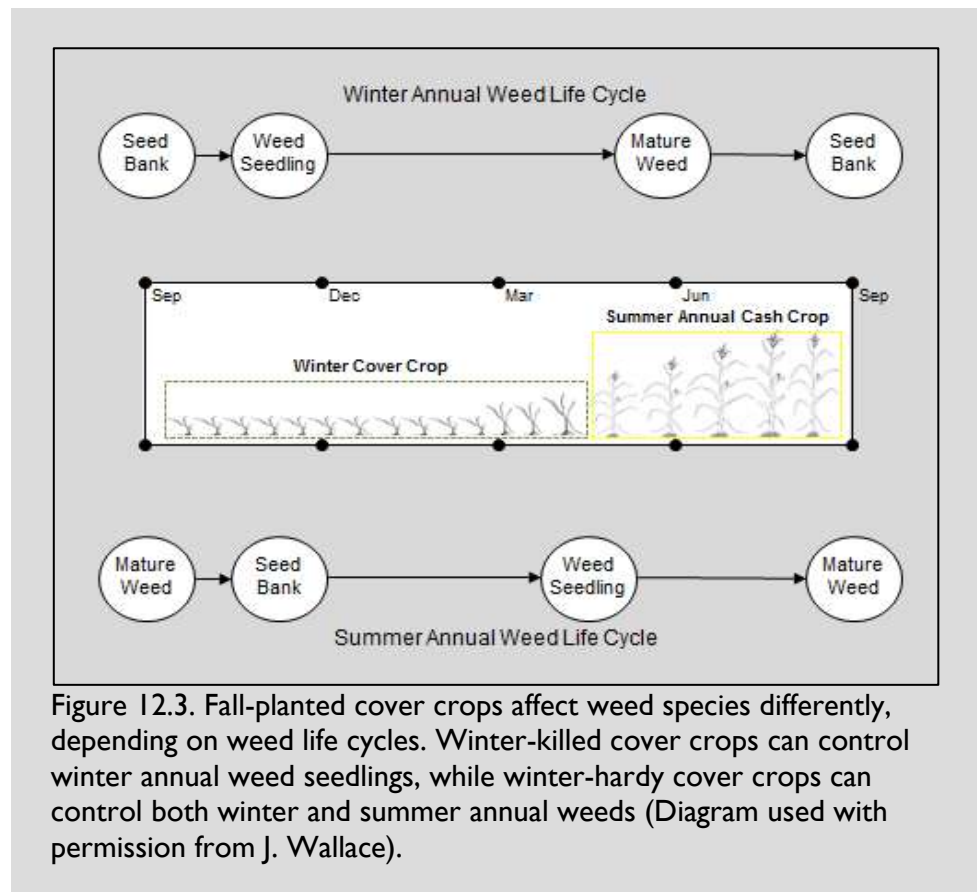 Winter Annual Weed Life Cycle
Seed Bank
Weed Seedling
Mature Weed
Seed Bank
Sep Dec Mar Jun Sep
Summer Annual Cash Crop
Winter Cover Crop
Mature Weed
Seed Bank
Weed Seedling
Mature Weed
Summer Annual Weed Life Cycle
Figure 12.3. Fall-planted cover crops affect weed species differently,
depending on weed life cycles. Winter-killed cover crops can control
winter annual weed seedlings, while winter-hardy cover crops can
control both winter and summer annual weeds (Diagram used with
permission from J. Wallace).